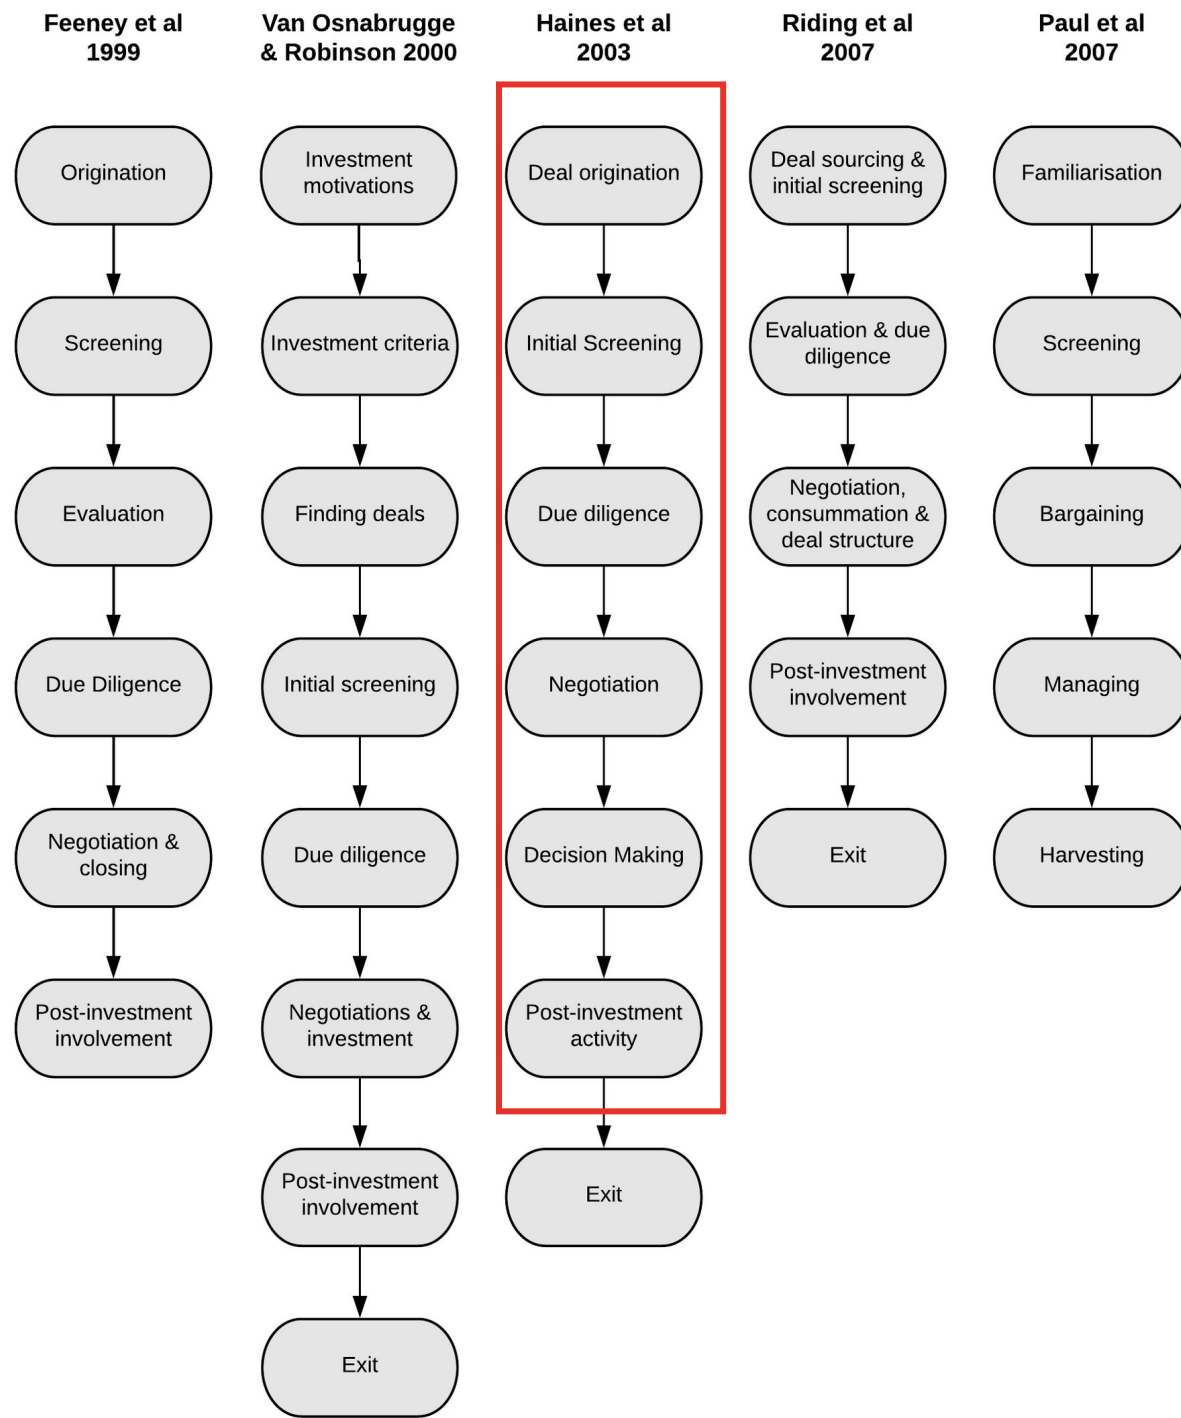 Feeney et al
1999
Origination
Screening
Evaluation
Due Diligence
Negotiation &
closing
Post-investment
involvement
Van Osnabrugge
& Robinson 2000
Investment
motivations
Investment criteria
Finding deals
Initial screening
Due diligence
Negotiations &
investment
Post-investment
involvement
Exit
Haines et al
2003
Deal origination
Initial Screening
Due diligence
Negotiation
Decision Making
Post-investment
activity
Exit
Riding et al
2007
Deal sourcing &
initial screening
Evaluation & due
diligence
Negotiation,
consummation &
deal structure
Post-investment
involvement
Exit
Paul et al
2007
Familiarisation
Screening
Bargaining
Managing
Harvesting